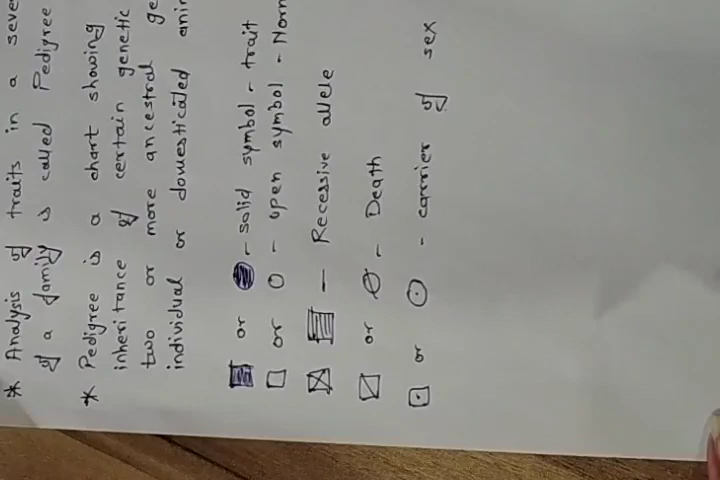 * Analysis of traits in a seve
of a family is called Pedigree
* Pedigree is a chart showing
inheritance of certain genetic
two or more ancestral ge
individual or domesticated anim
or - solid symbol - trait
or - open symbol - Norm
— Recessive allele
or - Death
or - carrier of sex